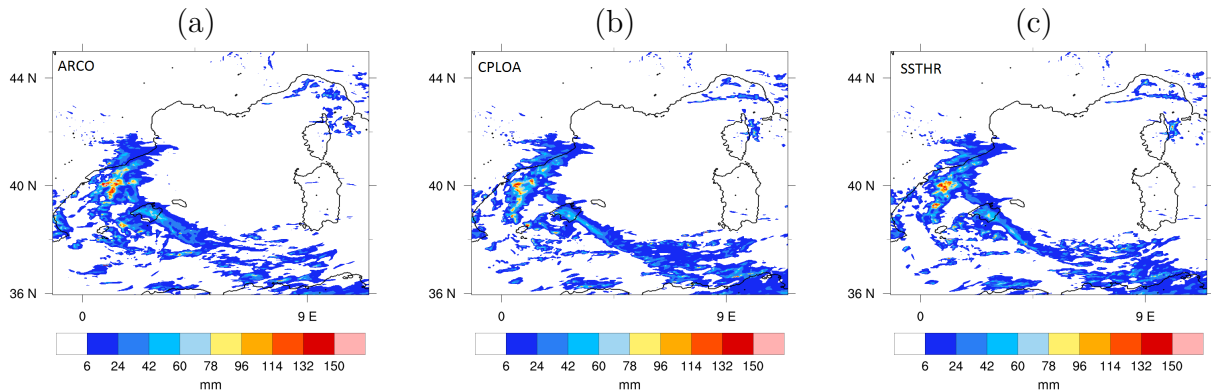 (a) (b) (c)
ARCO CPLOA SSTHR
44 N 44 N 44 N
40 N 40 N 40 N
36 N 36 N 36 N
0 9 E 0 9 E 0 9 E
6 24 42 60 78 96 114 132 150 6 24 42 60 78 96 114 132 150 6 24 42 60 78 96 114 132 150
mm mm mm